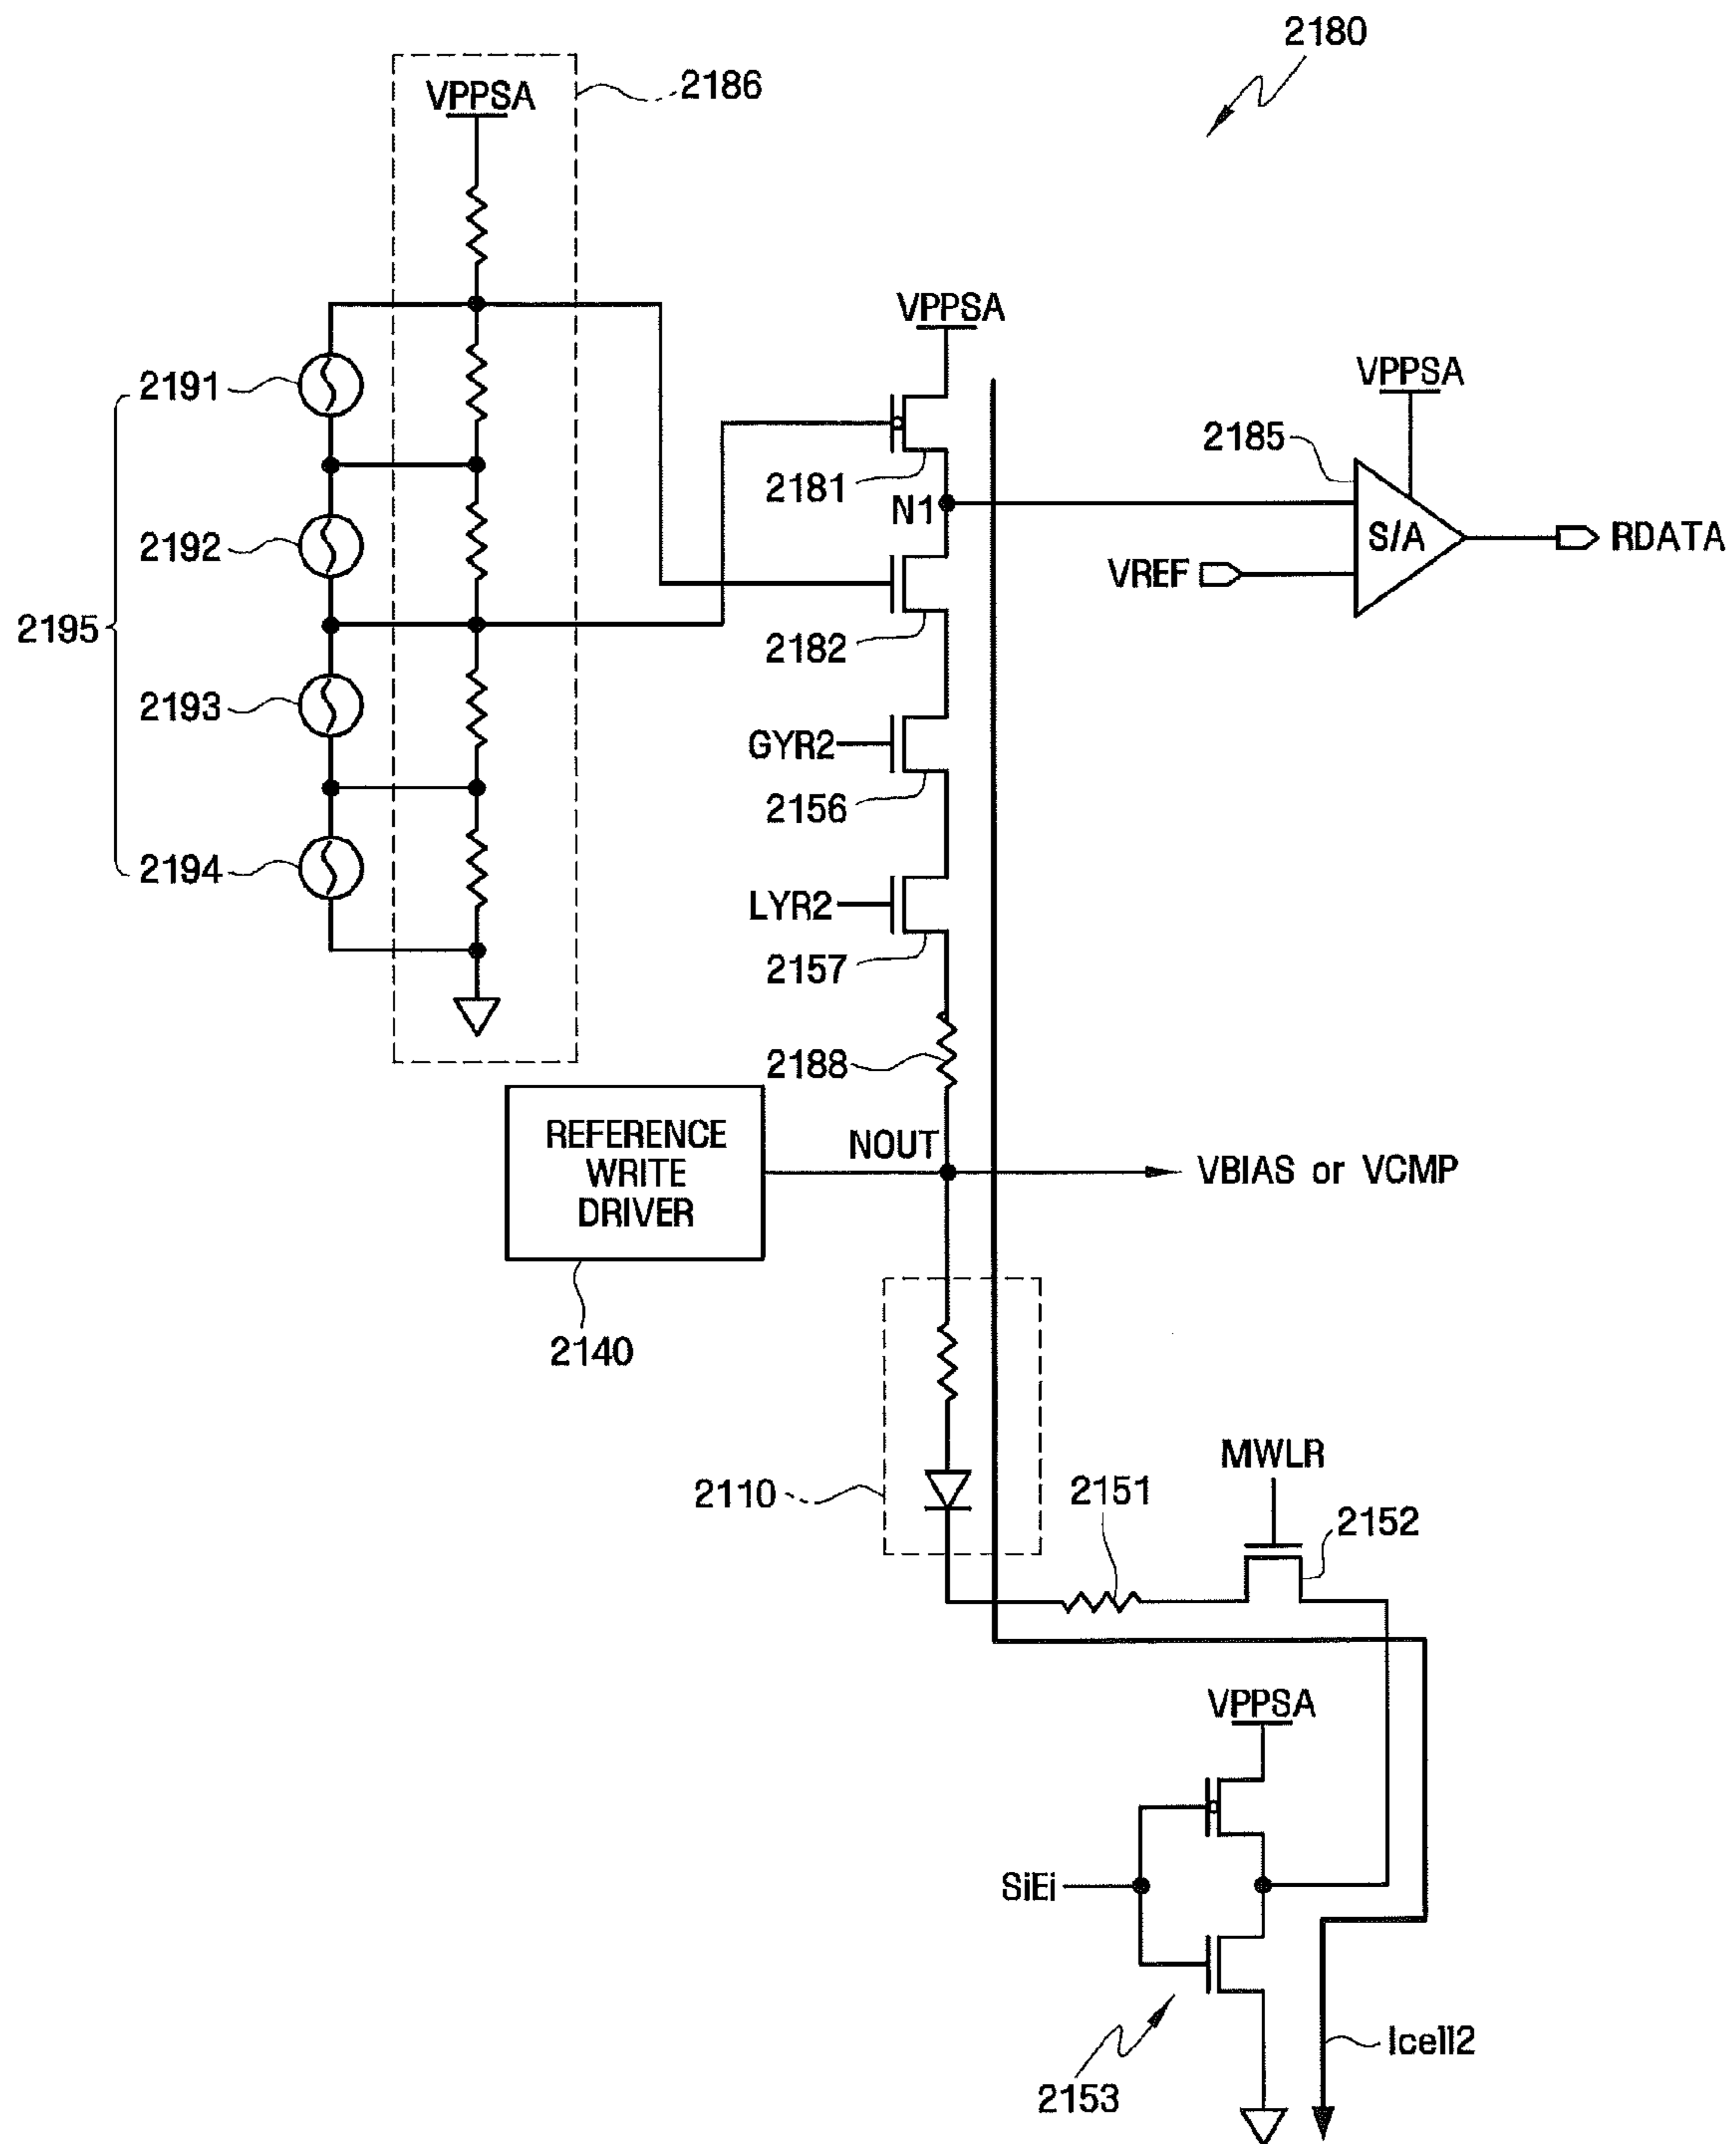 2180
VPPSA
2186
VPPSA
2191
VPPSA
2185
2181
N1
S/A
RDATA
2192
VREF
2195
2182
2193
GYR2
2156
2194
LYR2
2157
2188
REFERENCE
WRITE
DRIVER
NOUT
VBIAS or VCMP
2140
MWLR
2110
2151
2152
VPPSA
SiEi
Icell2
2153